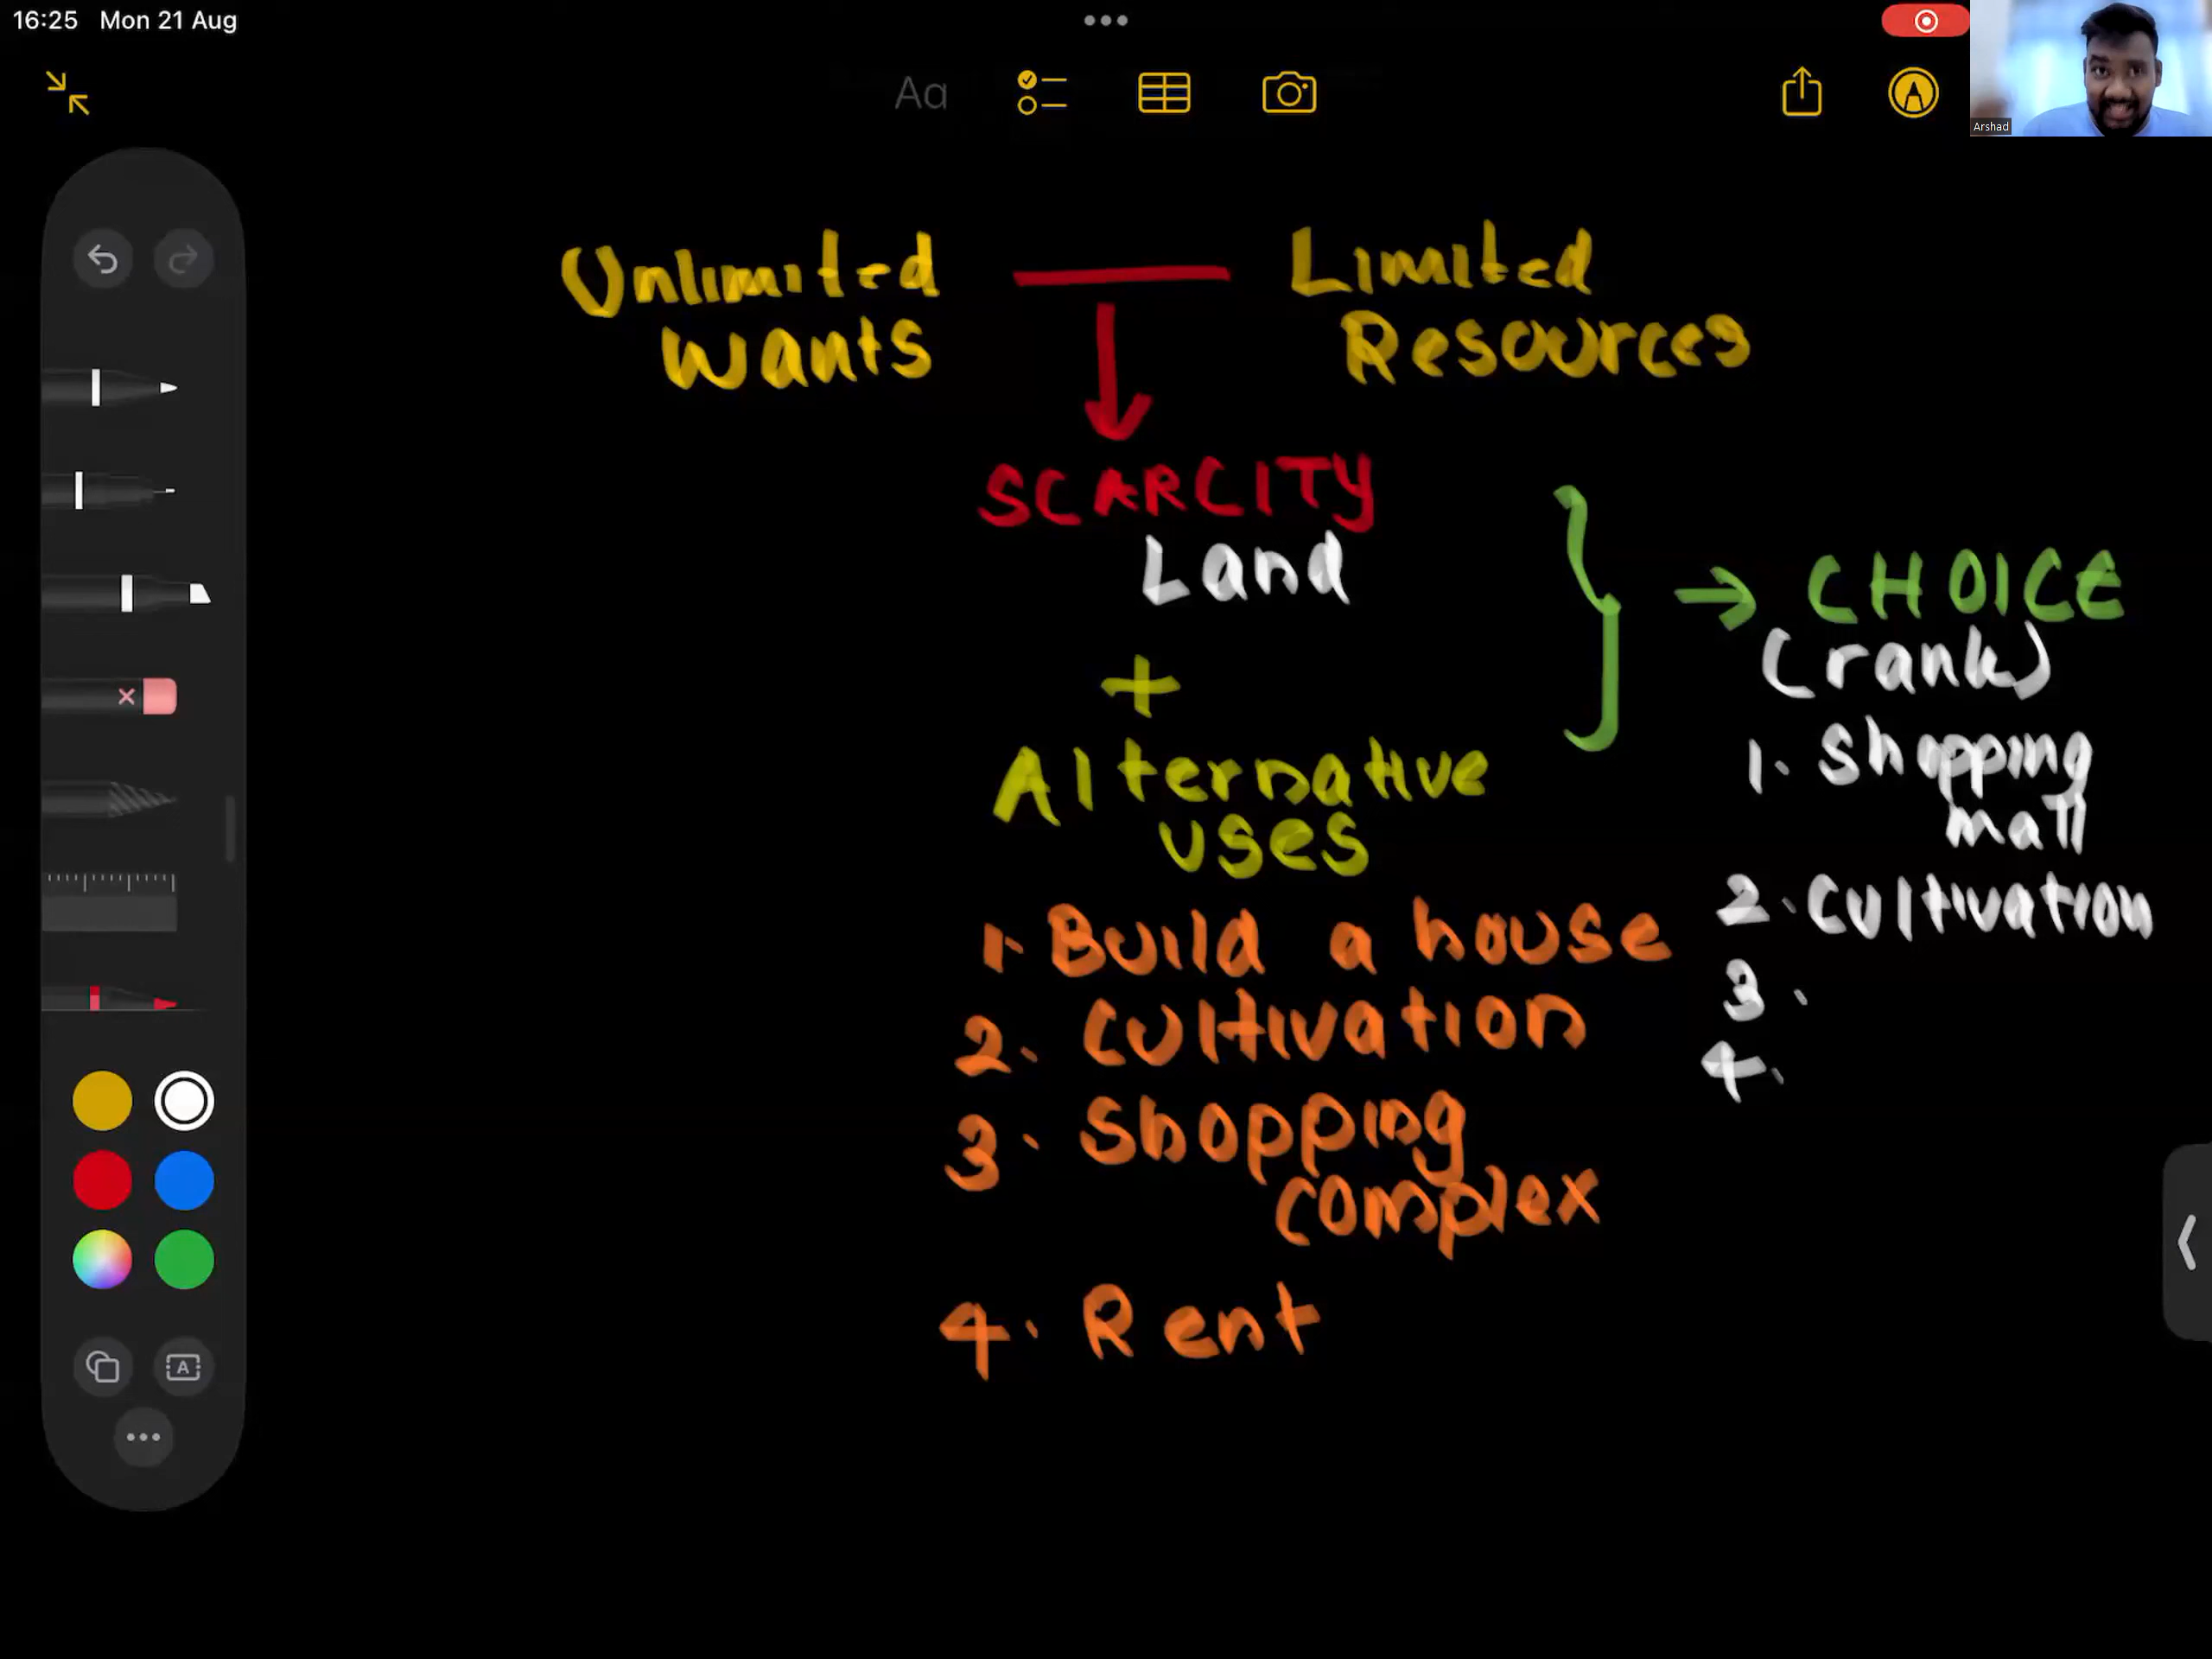 16:25 Mon 21 Aug
Aa
Arshad
Unlimited
wants
Limited
Resources
SCARCITY
Land
+
Alternative
uses
1. Build a house
2. Cultivation
3. Shopping
complex
4. Rent
→ CHOICE
(rank)
1. Shopping
mall
2. Cultivation
3.
4.
A